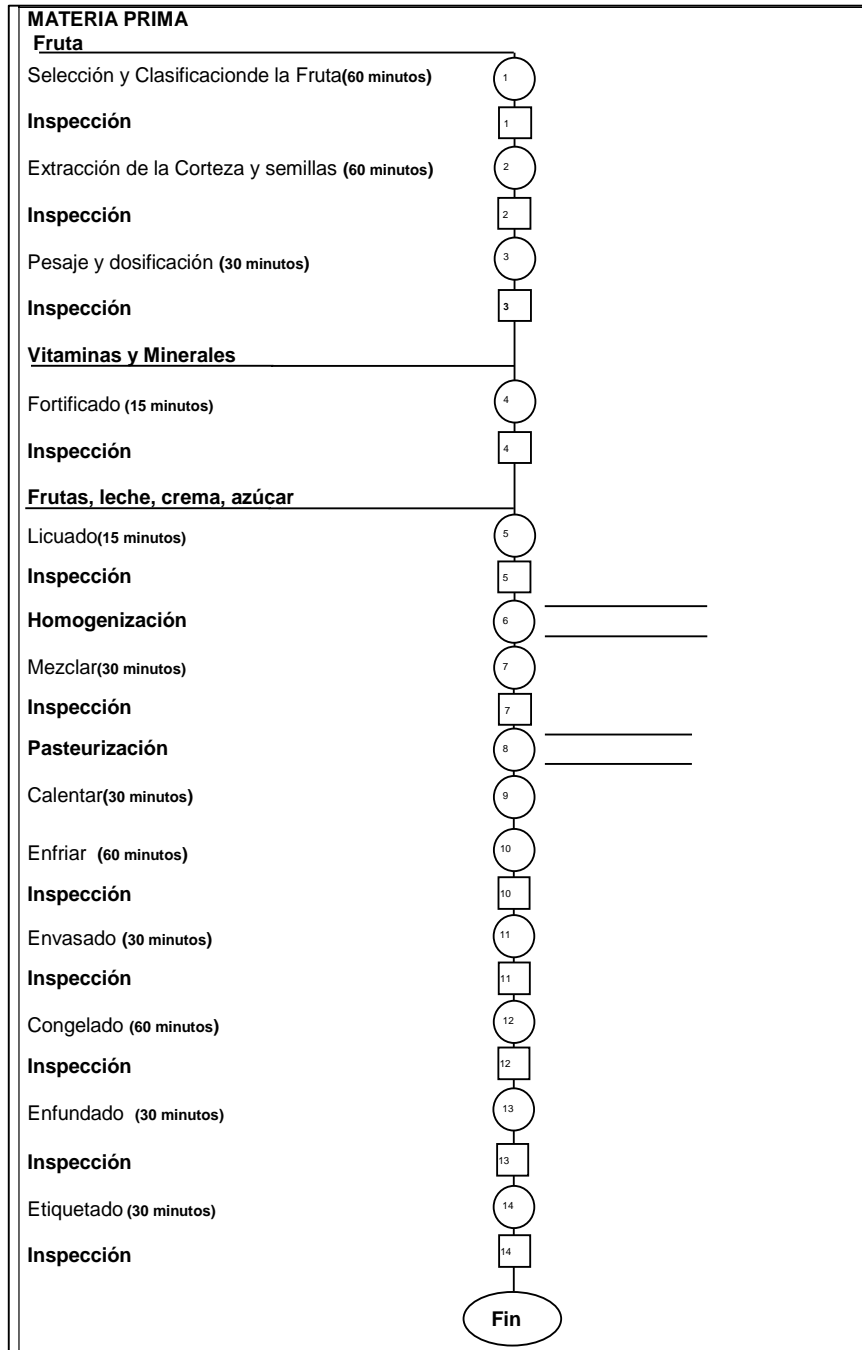 MATERIA PRIMA
Fruta
Selección y Clasificacionde la Fruta(60 minutos) 1
Inspección 1
Extracción de la Corteza y semillas (60 minutos) 2
Inspección 2
Pesaje y dosificación (30 minutos) 3
Inspección 3
Vitaminas y Minerales
Fortificado (15 minutos) 4
Inspección 4
Frutas, leche, crema, azúcar
Licuado(15 minutos) 5
Inspección 5
Homogenización 6
Mezclar(30 minutos) 7
Inspección 7
Pasteurización 8
Calentar(30 minutos) 9
Enfriar (60 minutos) 10
Inspección 10
Envasado (30 minutos) 11
Inspección 11
Congelado (60 minutos) 12
Inspección 12
Enfundado (30 minutos) 13
Inspección 13
Etiquetado (30 minutos) 14
Inspección 14
Fin